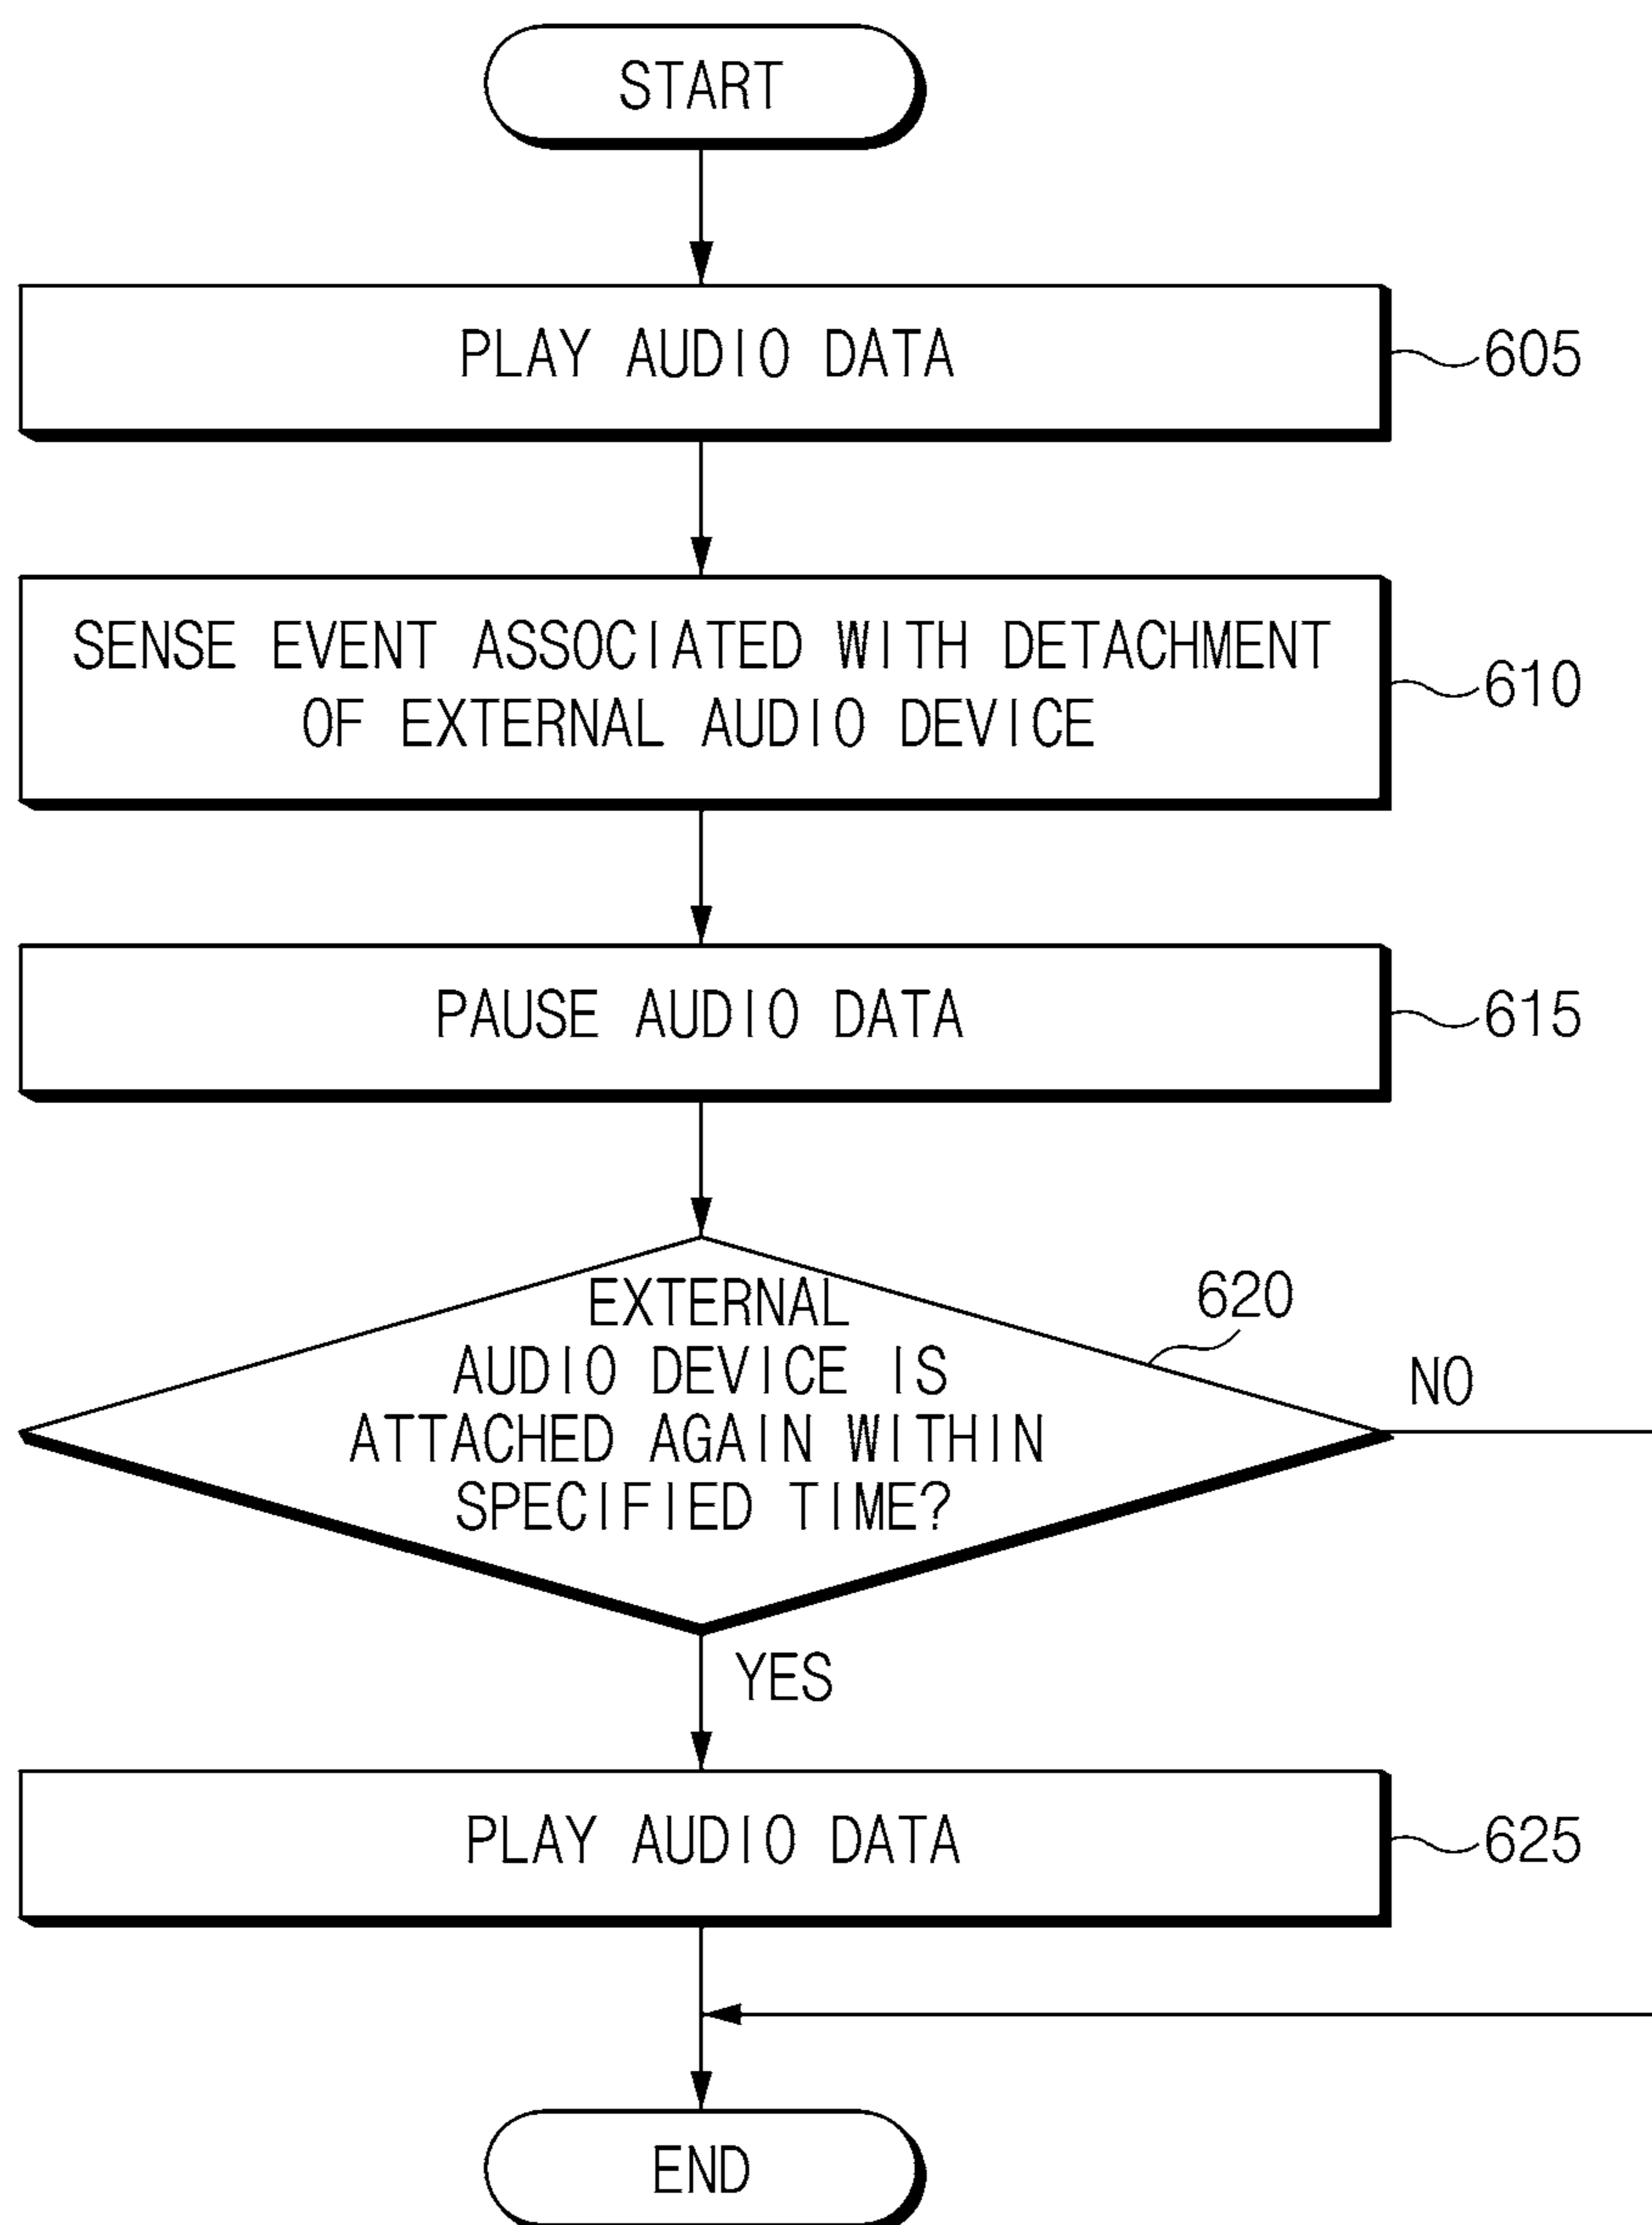 START
PLAY AUDIO DATA
605
SENSE EVENT ASSOCIATED WITH DETACHMENT
OF EXTERNAL AUDIO DEVICE
610
PAUSE AUDIO DATA
615
EXTERNAL
AUDIO DEVICE IS
ATTACHED AGAIN WITHIN
SPECIFIED TIME?
620
NO
YES
PLAY AUDIO DATA
625
END